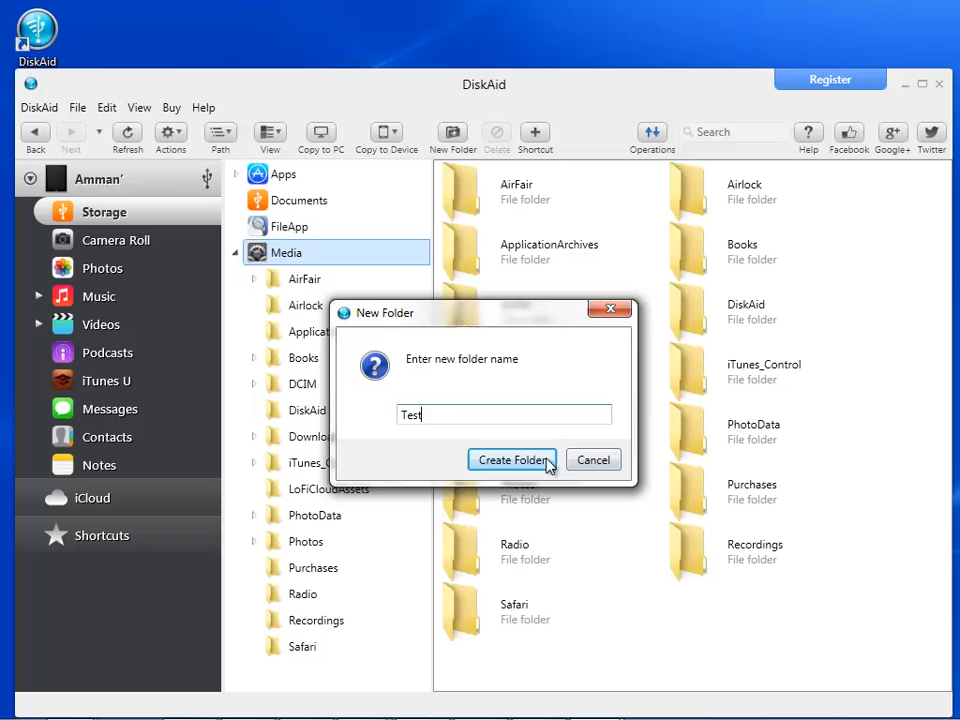 DiskAid
DiskAid
Register
DiskAid File Edit View Buy Help
Back Next Refresh Actions Path View Copy to PC Copy to Device New Folder Delete Shortcut Operations Search Help Facebook Google+ Twitter
Amman'
Storage
Camera Roll
Photos
Music
Videos
Podcasts
iTunes U
Messages
Contacts
Notes
iCloud
Shortcuts
Apps
Documents
FileApp
Media
AirFair
Airlock
Applicat
Books
DCIM
DiskAid
Downlo
iTunes_C
LoFiCloudAssets
PhotoData
Photos
Purchases
Radio
Recordings
Safari
AirFair
File folder
Airlock
File folder
ApplicationArchives
File folder
Books
File folder
DiskAid
File folder
iTunes_Control
File folder
PhotoData
File folder
File folder
Purchases
File folder
Radio
File folder
Recordings
File folder
Safari
File folder
New Folder
Enter new folder name
Test
Create Folder Cancel